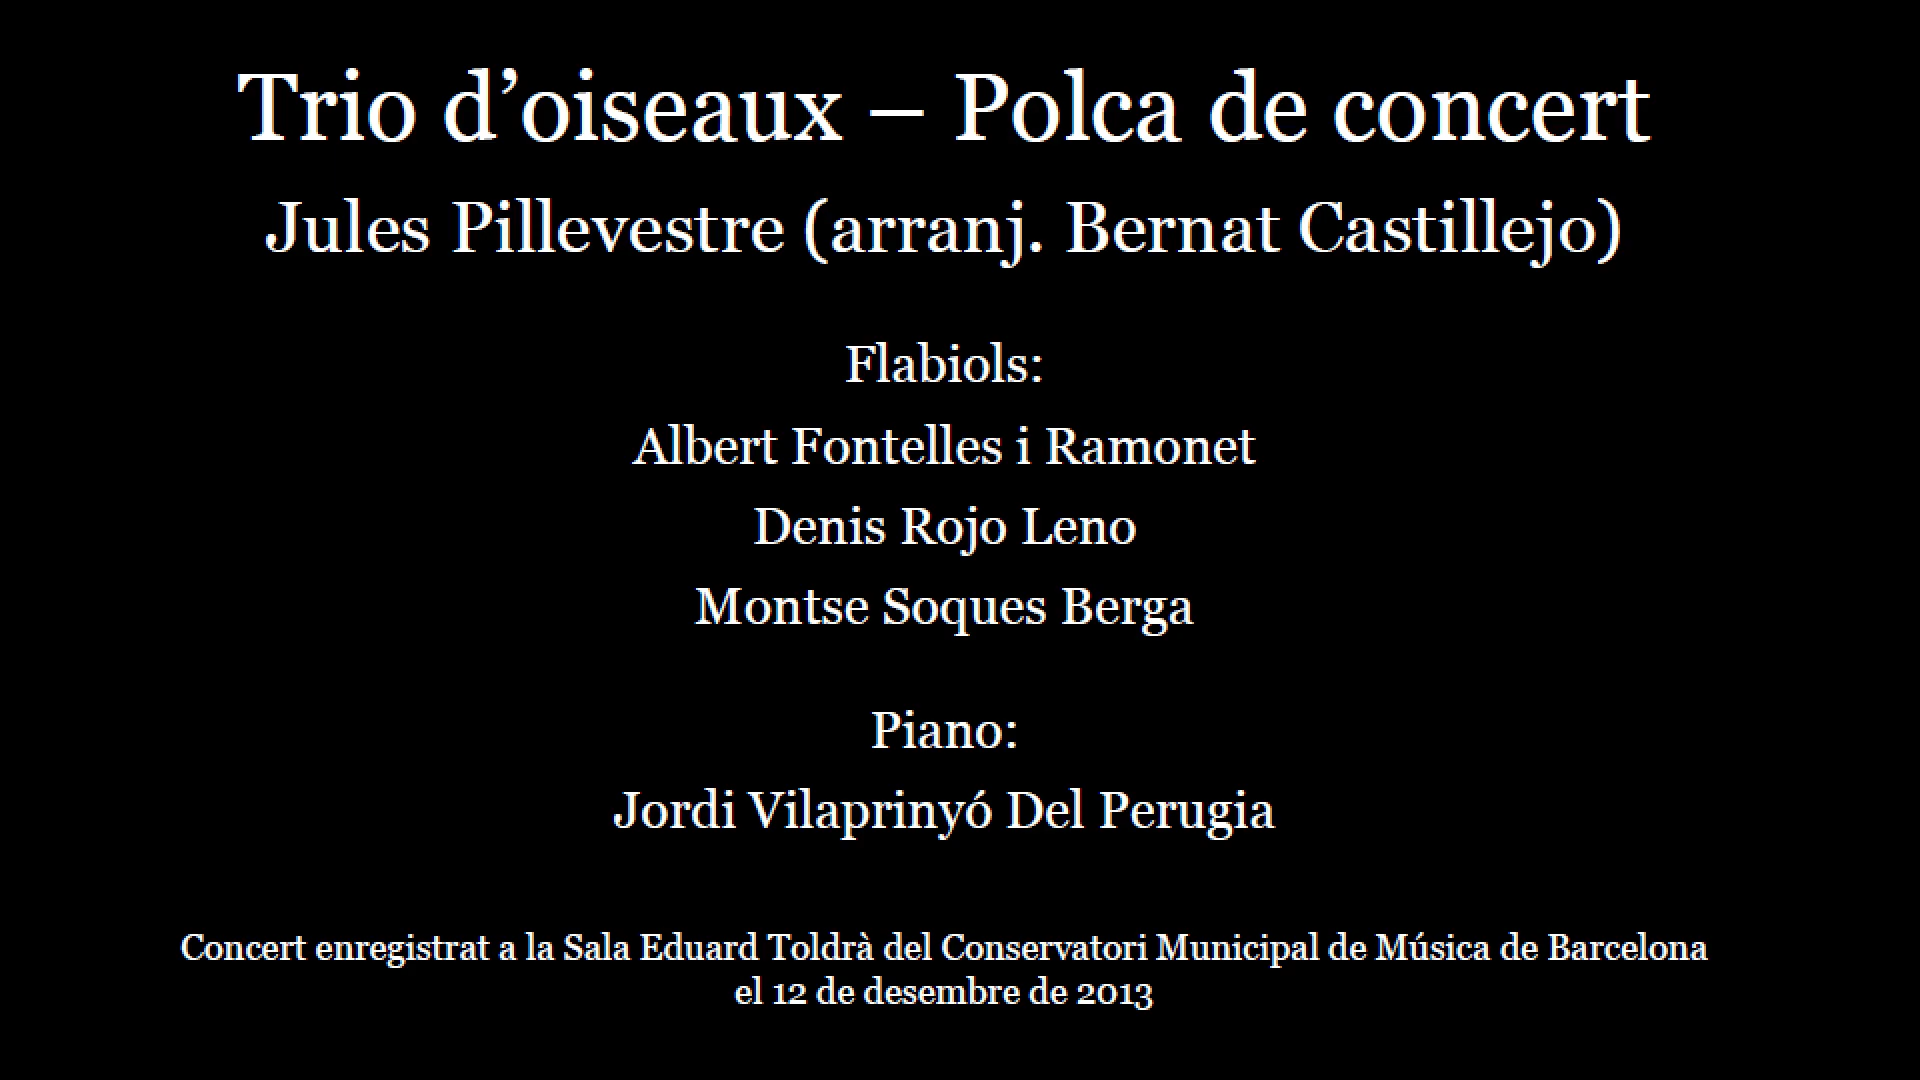 Trio d’oiseaux – Polca de concert
Jules Pillevestre (arranj. Bernat Castillejo)
Flabiols:
Albert Fontelles i Ramonet
Denis Rojo Leno
Montse Soques Berga
Piano:
Jordi Vilaprinyó Del Perugia
Concert enregistrat a la Sala Eduard Toldrà del Conservatori Municipal de Música de Barcelona
el 12 de desembre de 2013